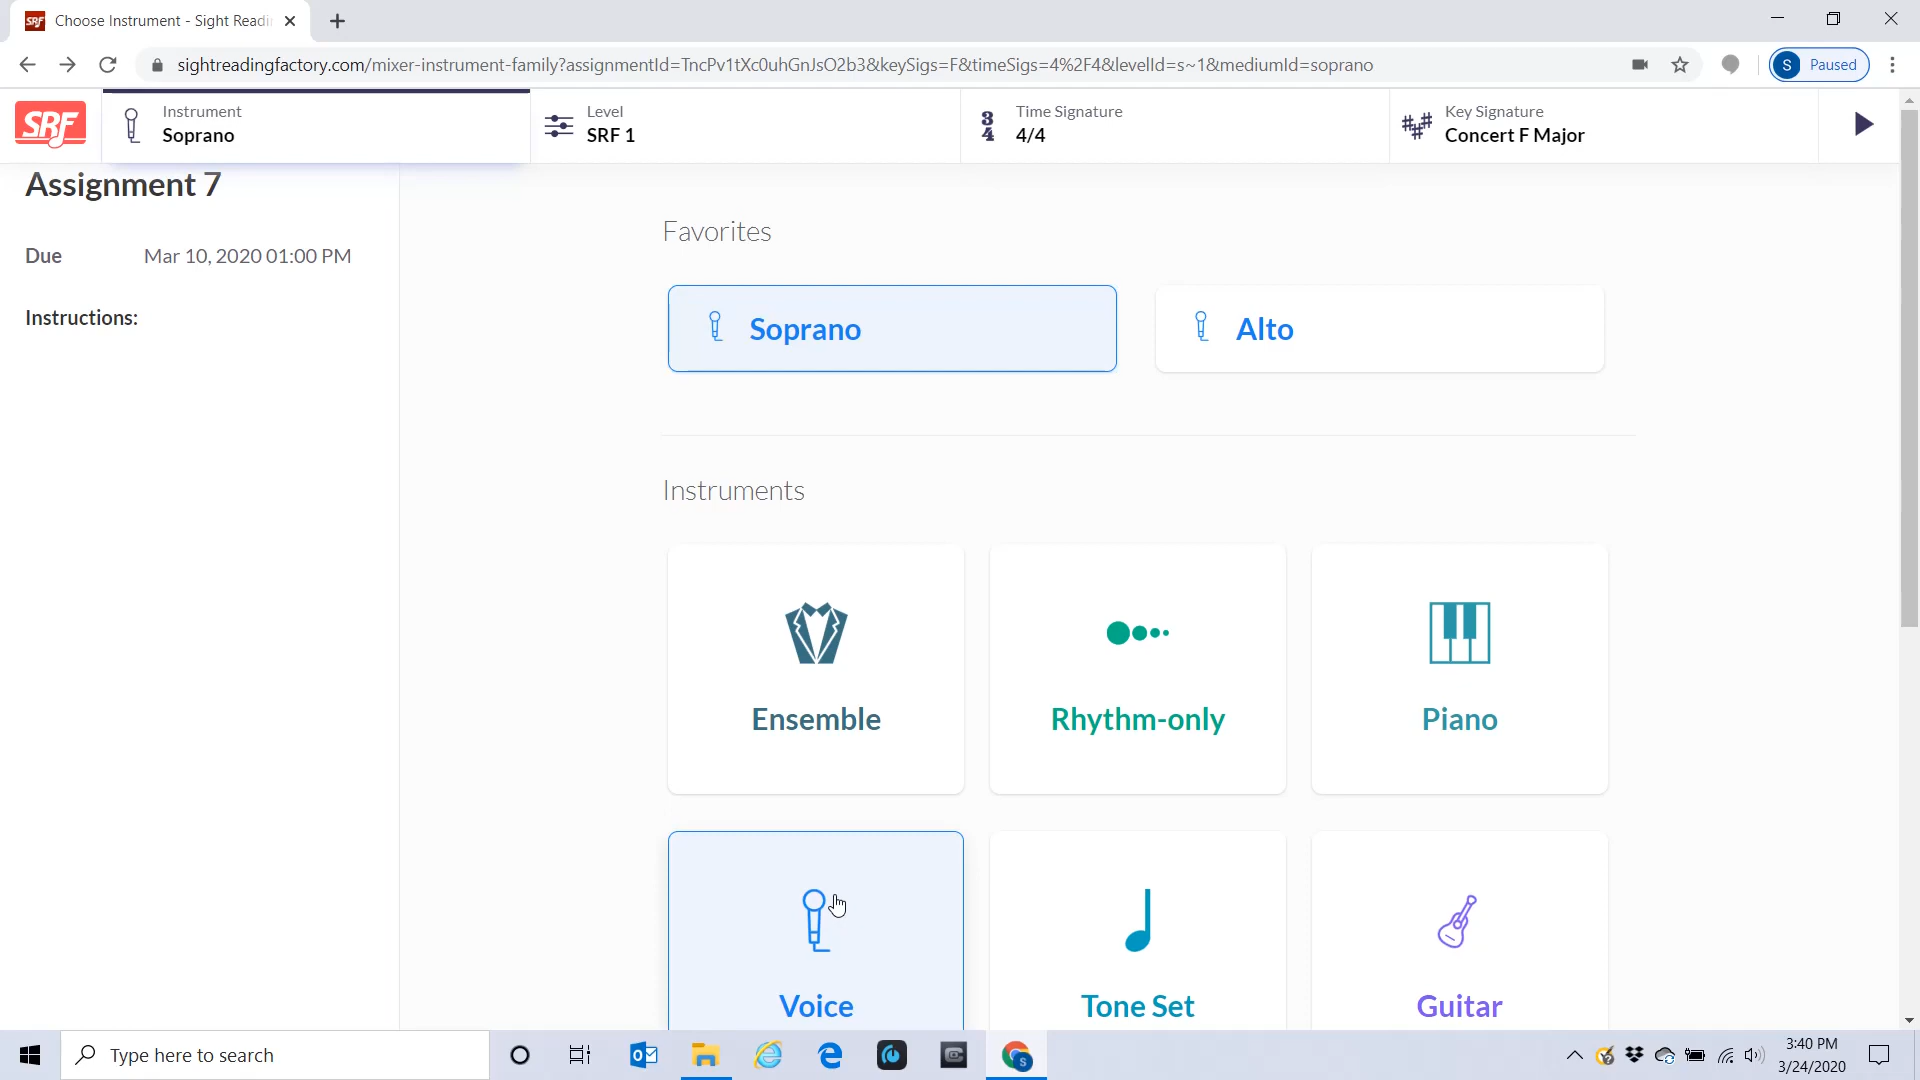 SRF Choose Instrument - Sight Readi
sightreadingfactory.com/mixer-instrument-family?assignmentId=TncPv1tXc0uhGnJsO2b3&keySigs=F&timeSigs=4%2F4&levelId=s~1&mediumId=soprano
S Paused
SRF
Instrument
Soprano
Level
SRF 1
3
4
Time Signature
4/4
Key Signature
Concert F Major
Assignment 7
Due Mar 10, 2020 01:00 PM
Instructions:
Favorites
Soprano
Alto
Instruments
Ensemble
Rhythm-only
Piano
Voice
Tone Set
Guitar
Type here to search
S
3:40 PM
3/24/2020